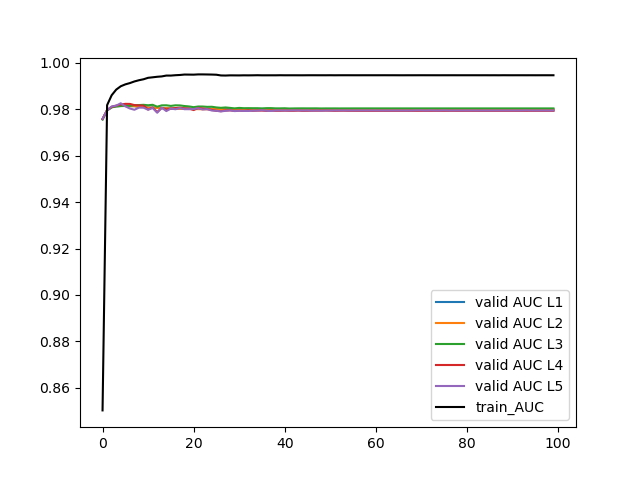 1.00
0.98
0.96
0.94
0.92
0.90
0.88
0.86
0
20
40
60
80
100
valid AUC L1
valid AUC L2
valid AUC L3
valid AUC L4
valid AUC L5
train_AUC